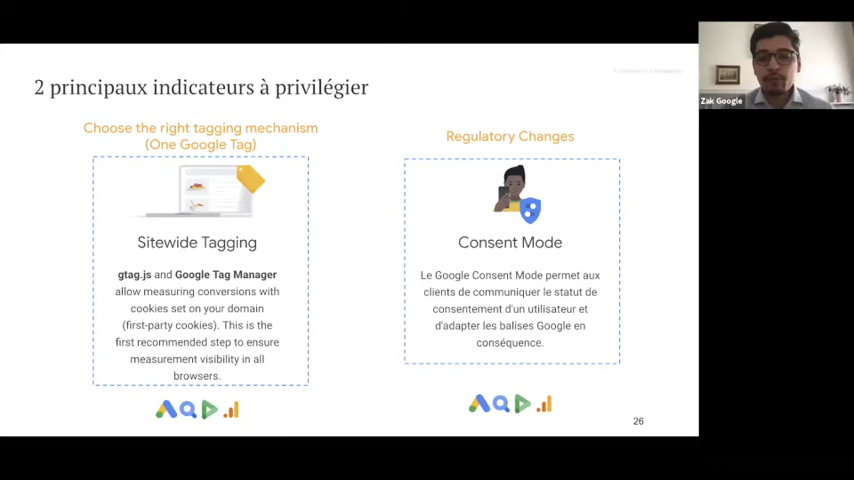 2 principaux indicateurs à privilégier
Choose the right tagging mechanism
(One Google Tag)
Sitewide Tagging
gtag.js and Google Tag Manager
allow measuring conversions with
cookies set on your domain
(first-party cookies). This is the
first recommended step to ensure
measurement visibility in all
browsers.
Regulatory Changes
Consent Mode
Le Google Consent Mode permet aux
clients de communiquer le statut de
consentement d'un utilisateur et
d'adapter les balises Google en
conséquence.
26
Zak Google